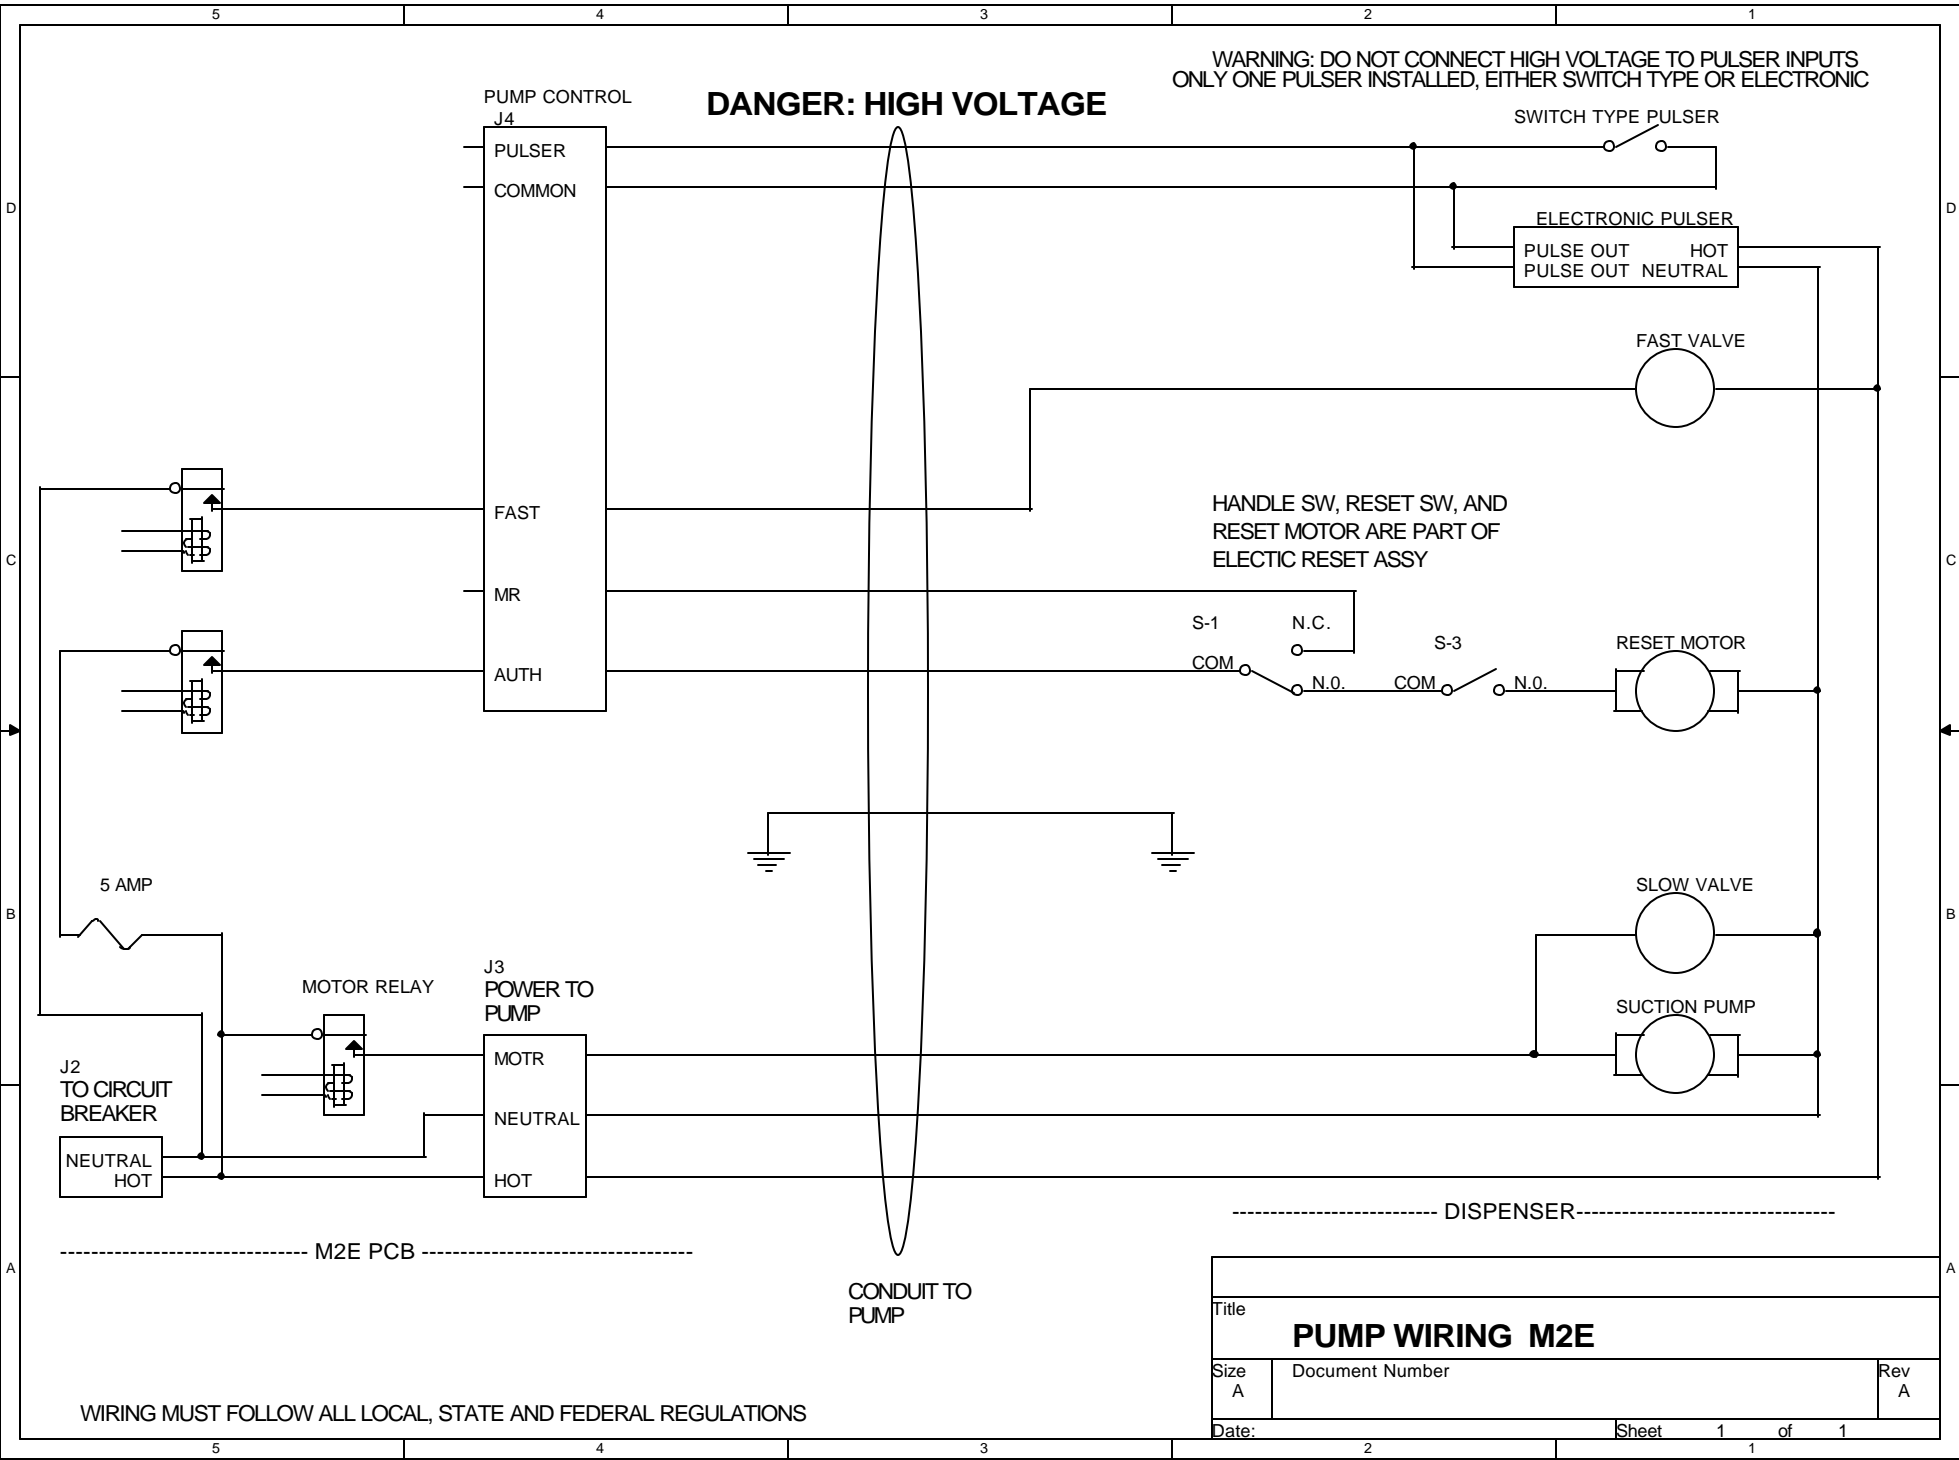 5 4 3 2 1
WARNING: DO NOT CONNECT HIGH VOLTAGE TO PULSER INPUTS
ONLY ONE PULSER INSTALLED, EITHER SWITCH TYPE OR ELECTRONIC
PUMP CONTROL
J4
DANGER: HIGH VOLTAGE
SWITCH TYPE PULSER
PULSER
COMMON
D D
ELECTRONIC PULSER
PULSE OUT HOT
PULSE OUT NEUTRAL
FAST VALVE
HANDLE SW, RESET SW, AND
RESET MOTOR ARE PART OF
ELECTIC RESET ASSY
FAST
C C
MR
S-1 N.C.
S-3
RESET MOTOR
COM
AUTH
N.0.
COM
N.0.
5 AMP
SLOW VALVE
B B
J3
POWER TO
PUMP
MOTOR RELAY
SUCTION PUMP
J2
TO CIRCUIT
BREAKER
MOTR
NEUTRAL
NEUTRAL
HOT
HOT
-------------------------- DISPENSER---------------------------------
------------------------------- M2E PCB ----------------------------------
A A
CONDUIT TO
PUMP
Title
PUMP WIRING M2E
Size
A
Document Number
Rev
A
WIRING MUST FOLLOW ALL LOCAL, STATE AND FEDERAL REGULATIONS
Date:
Sheet 1 of 1
5 4 3 2 1